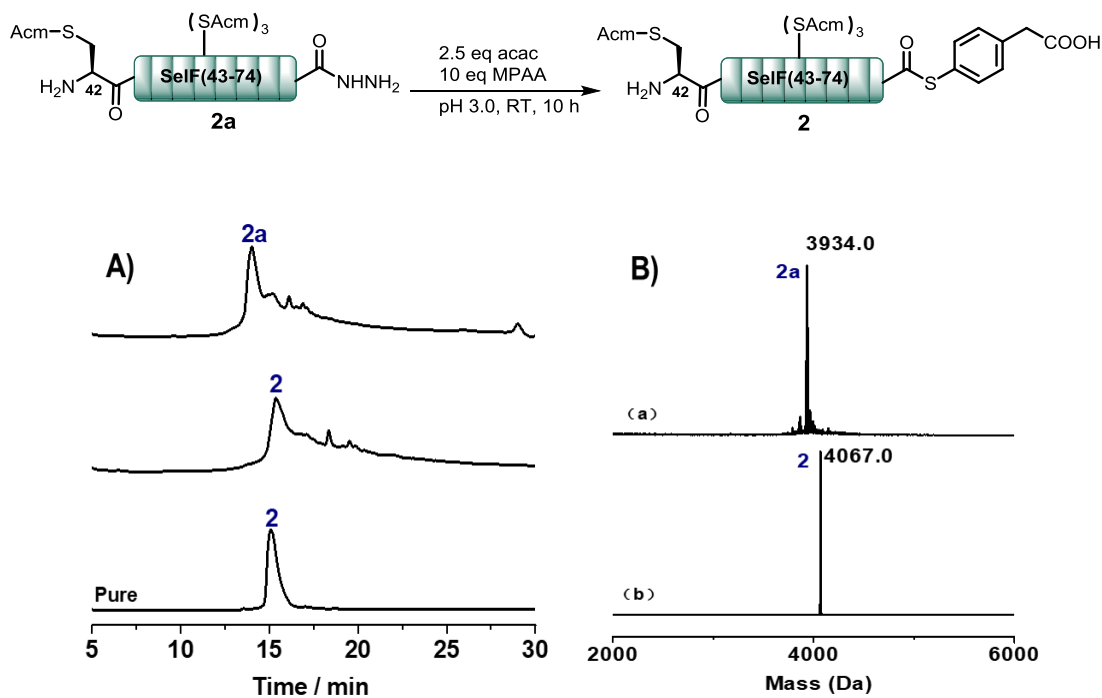 Acm
S
(SAcm)3
SelF(43-74)
O
NHNH2
H2N
42
O
2a
2.5 eq acac
10 eq MPAA
pH 3.0, RT, 10 h
Acm
S
(SAcm)3
SelF(43-74)
O
S
COOH
H2N
42
O
2
A)
2a
2
2
Pure
5 10 15 20 25 30
Time / min
B)
3934.0
2a
(a)
2
4067.0
(b)
2000 4000 6000
Mass (Da)